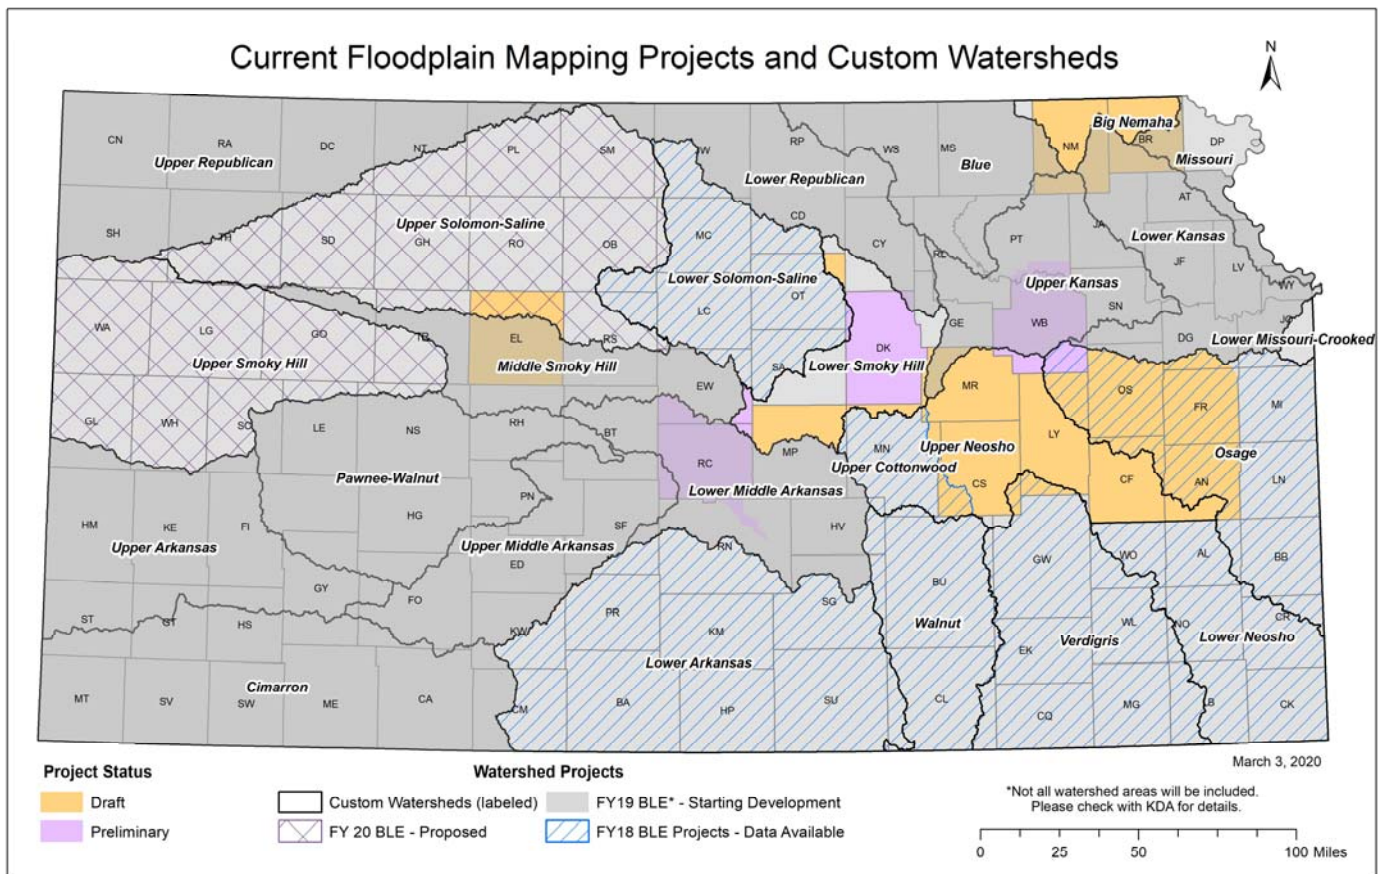 Current Floodplain Mapping Projects and Custom Watersheds
N
CN
RA
DC
NT
PL
SM
JW
RP
WS
MS
NM
BR
DP
Big Nemaha
Missouri
Upper Republican
Lower Republican
Blue
AT
SH
TH
SD
GH
RO
OB
MC
CD
CY
RL
PT
JA
JF
LV
WY
Upper Solomon-Saline
Lower Kansas
Lower Solomon-Saline
Upper Kansas
WA
LG
GO
TR
EL
RS
LC
OT
DK
GE
WB
SN
DG
JO
Lower Missouri-Crooked
Upper Smoky Hill
Middle Smoky Hill
SA
Lower Smoky Hill
EW
MR
OS
FR
MI
GL
WH
SC
LE
NS
RH
BT
RC
MP
MN
Upper Neosho
LY
Osage
Upper Cottonwood
CS
CF
AN
LN
Pawnee-Walnut
Lower Middle Arkansas
PN
HM
KE
FI
HG
SF
RN
HV
Upper Arkansas
Upper Middle Arkansas
ED
GW
WO
AL
BB
GY
FO
BU
ST
GT
HS
KW
PR
KM
SG
Walnut
EK
WL
Verdigris
NO
CR
Lower Neosho
Lower Arkansas
Cimarron
MT
SV
SW
ME
CA
CM
BA
HP
SU
CL
CQ
MG
LB
CK
March 3, 2020
Project Status
Watershed Projects
Draft
Custom Watersheds (labeled)
FY19 BLE* - Starting Development
Preliminary
FY 20 BLE - Proposed
FY18 BLE Projects - Data Available
*Not all watershed areas will be included.
Please check with KDA for details.
0 25 50 100 Miles